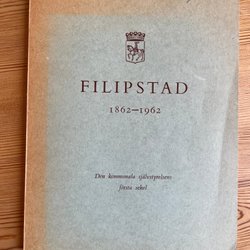 FILIPSTAD
1862—1962
Den kommunala självstyrelsens
första sekel